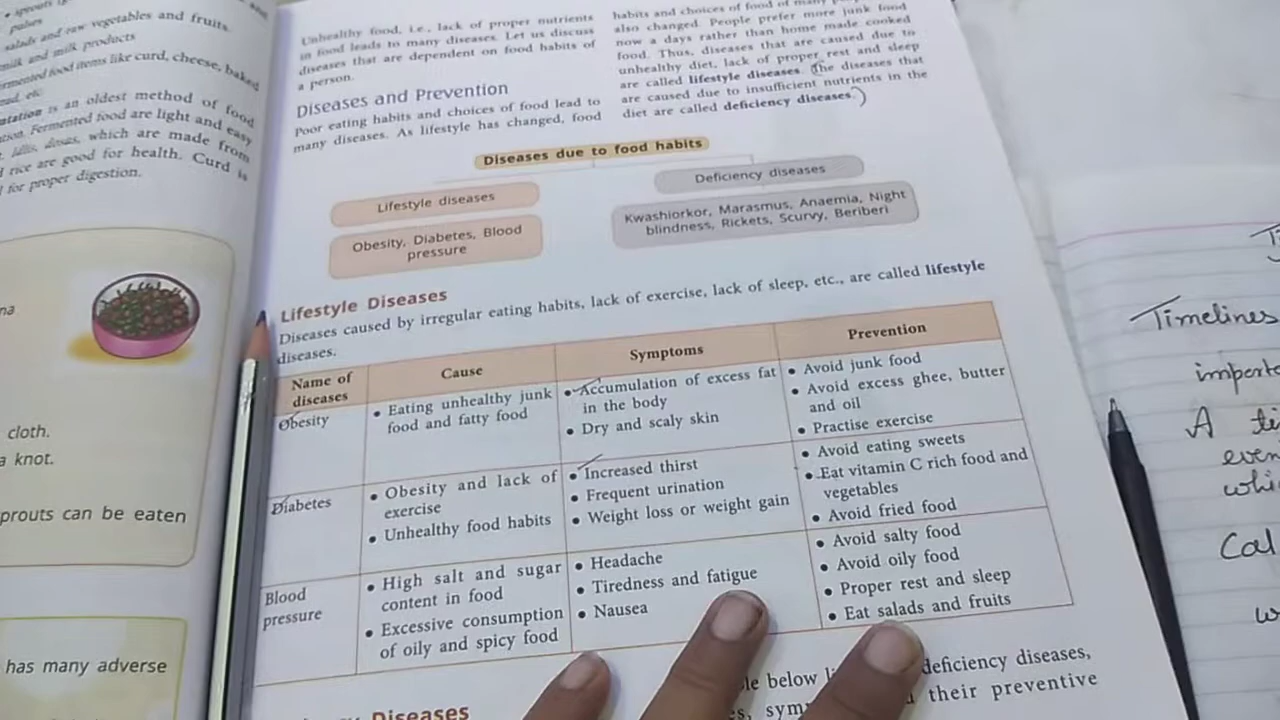 • sprouts
pulses
salads and raw vegetables and fruits.
milk and milk products
fermented food items like curd, cheese, baked
etc.
is an oldest method of food
Fermented food are light and easy
idlis, dosas, which are made from
rice are good for health. Curd is
for proper digestion.
cloth.
a knot.
sprouts can be eaten
has many adverse
Unhealthy food, i.e., lack of proper nutrients
in food leads to many diseases. Let us discuss
diseases that are dependent on food habits of
a person.
Diseases and Prevention
Poor eating habits and choices of food lead to
many diseases. As lifestyle has changed, food
habits and choices of food of many
also changed. People prefer more junk food
now a days rather than home made cooked
food. Thus, diseases that are caused due to
unhealthy diet, lack of proper rest and sleep
are called lifestyle diseases. The diseases that
are caused due to insufficient nutrients in the
diet are called deficiency diseases.
Diseases due to food habits
Lifestyle diseases
Obesity, Diabetes, Blood
pressure
Deficiency diseases
Kwashiorkor, Marasmus, Anaemia, Night
blindness, Rickets, Scurvy, Beriberi
Lifestyle Diseases
Diseases caused by irregular eating habits, lack of exercise, lack of sleep, etc., are called lifestyle
diseases.
Name of
diseases
Cause
Symptoms
Prevention
Obesity
• Eating unhealthy junk
food and fatty food
• Accumulation of excess fat
in the body
• Dry and scaly skin
• Avoid junk food
• Avoid excess ghee, butter
and oil
• Practise exercise
Diabetes
• Obesity and lack of
exercise
• Unhealthy food habits
• Increased thirst
• Frequent urination
• Weight loss or weight gain
• Avoid eating sweets
• Eat vitamin C rich food and
vegetables
• Avoid fried food
Blood
pressure
• High salt and sugar
content in food
• Excessive consumption
of oily and spicy food
• Headache
• Tiredness and fatigue
• Nausea
• Avoid salty food
• Avoid oily food
• Proper rest and sleep
• Eat salads and fruits
Diseases
below deficiency diseases,
their preventive
Timelines
A
Cal